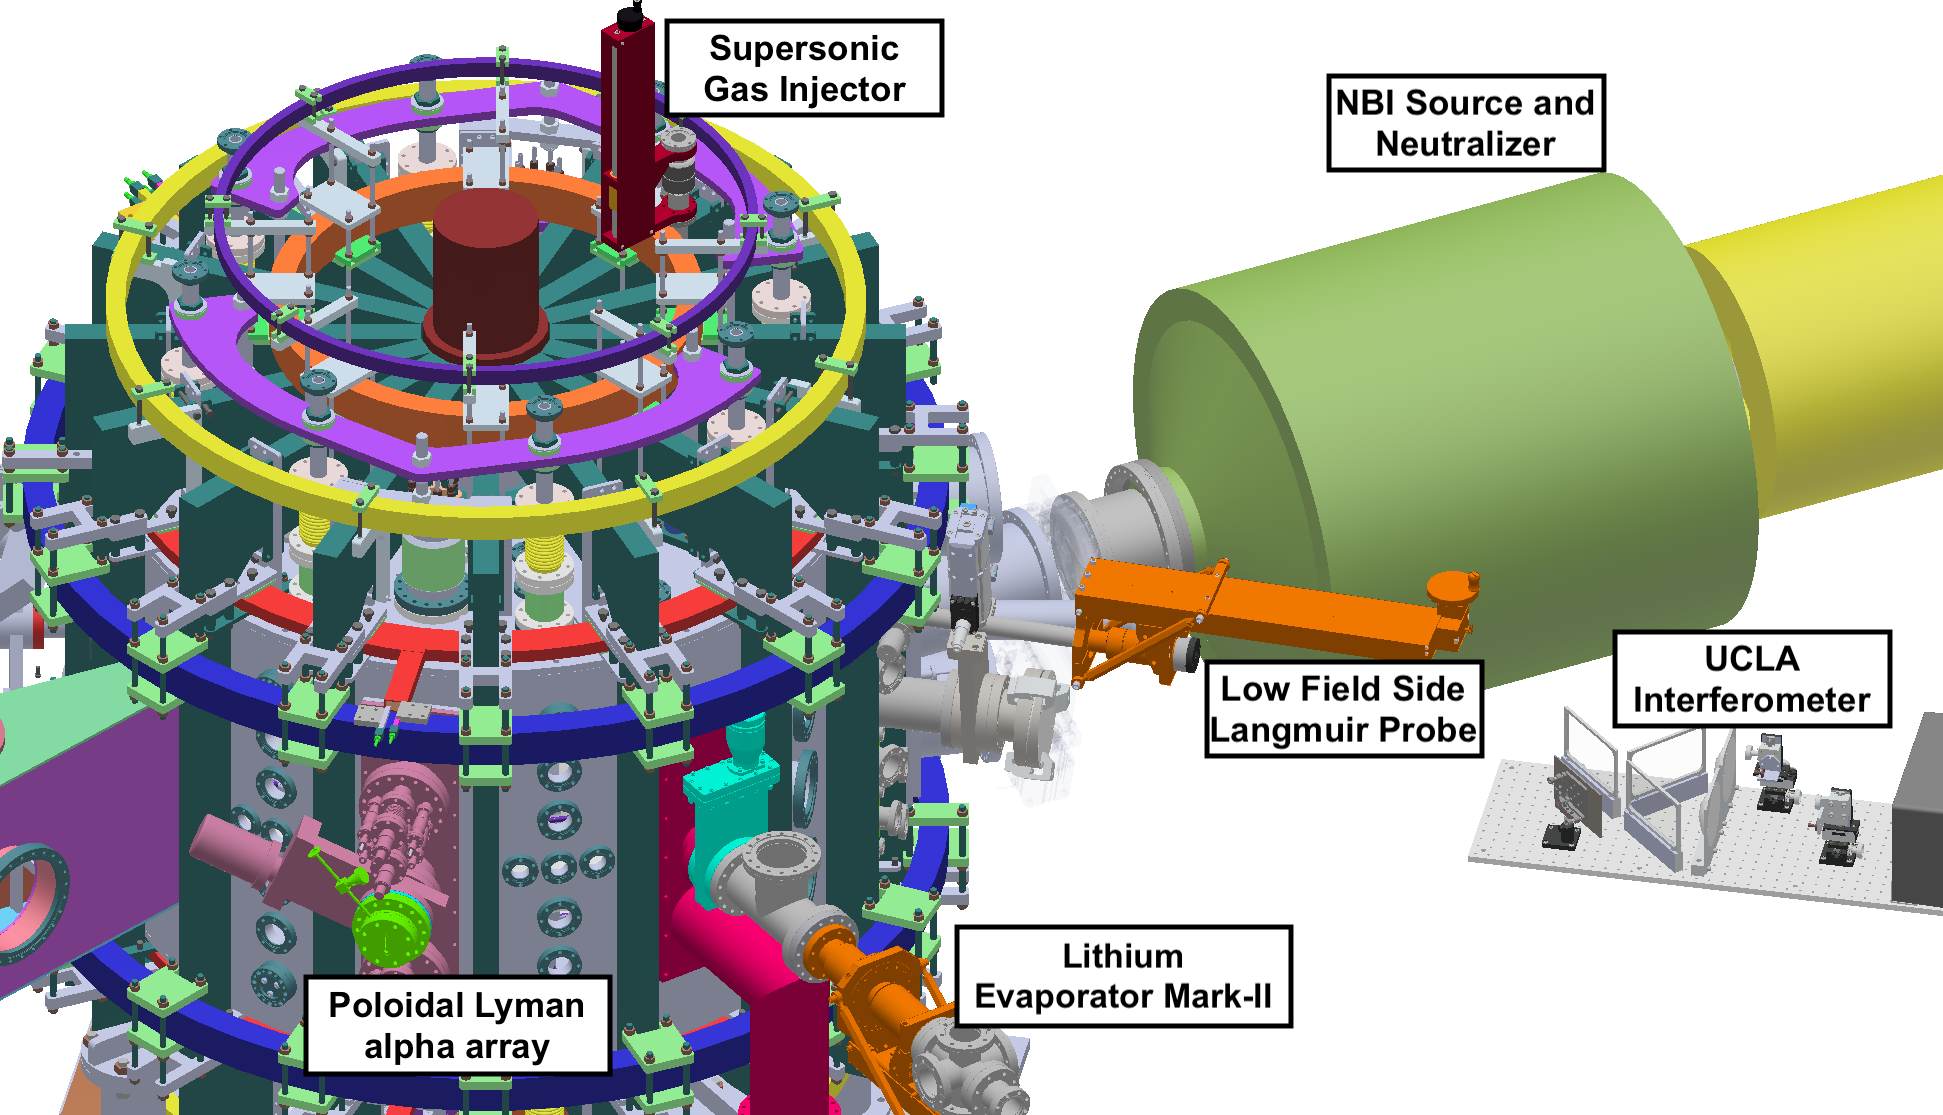 Supersonic
Gas Injector
NBI Source and
Neutralizer
UCLA
Interferometer
Low Field Side
Langmuir Probe
Lithium
Evaporator Mark-II
Poloidal Lyman
alpha array